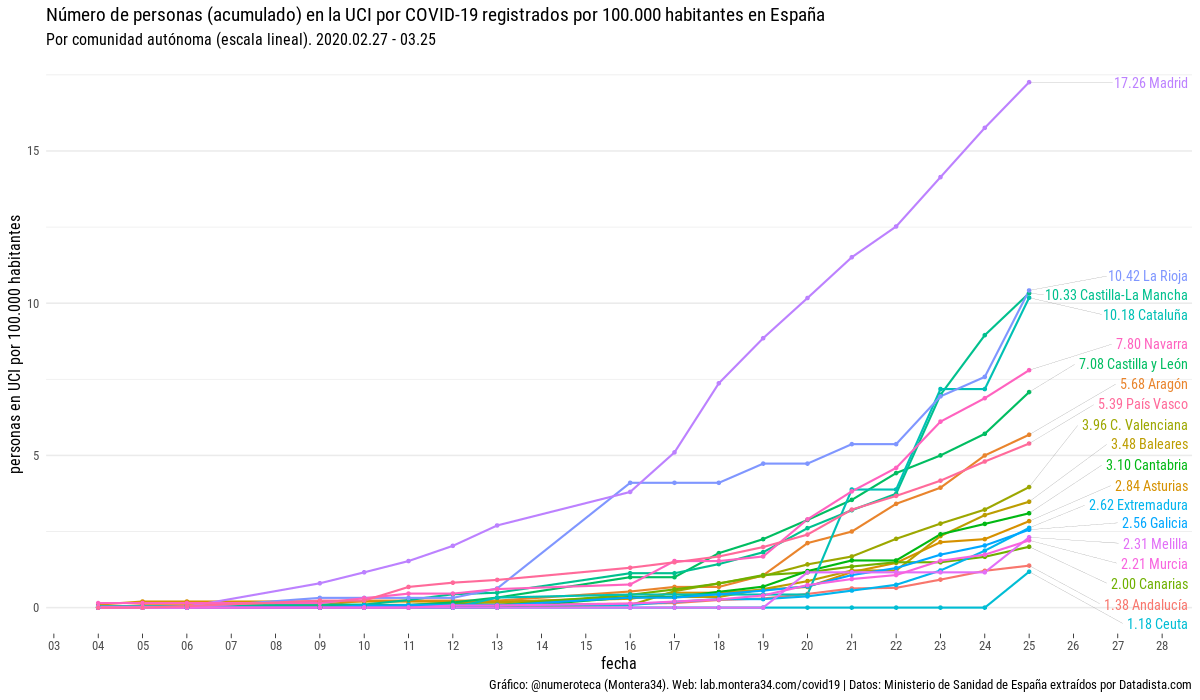 Número de personas (acumulado) en la UCI por COVID-19 registrados por 100.000 habitantes en España
Por comunidad autónoma (escala lineal). 2020.02.27 - 03.25
personas en UCI por 100.000 habitantes
15
10
5
0
17.26 Madrid
10.42 La Rioja
10.33 Castilla-La Mancha
10.18 Cataluña
7.80 Navarra
7.08 Castilla y León
5.68 Aragón
5.39 País Vasco
3.96 C. Valenciana
3.48 Baleares
3.10 Cantabria
2.84 Asturias
2.62 Extremadura
2.56 Galicia
2.31 Melilla
2.21 Murcia
2.00 Canarias
1.38 Andalucía
1.18 Ceuta
03 04 05 06 07 08 09 10 11 12 13 14 15 16 17 18 19 20 21 22 23 24 25 26 27 28
fecha
Gráfico: @numeroteca (Montera34). Web: lab.montera34.com/covid19 | Datos: Ministerio de Sanidad de España extraídos por Datadista.com